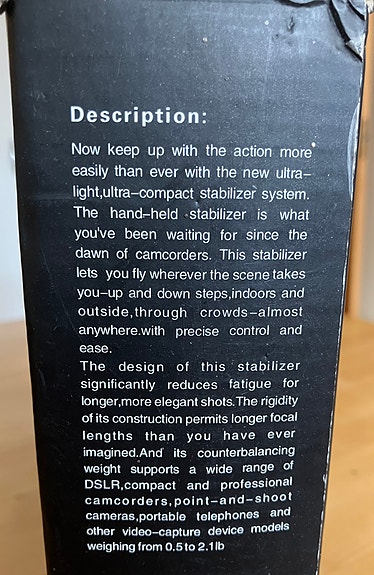 Description:
Now keep up with the action more
easily than ever with the new ultra-
light,ultra-compact stabilizer system.
The hand-held stabilizer is what
you've been waiting for since the
dawn of camcorders. This stabilizer
lets you fly wherever the scene takes
you-up and down steps,indoors and
outside,through crowds-almost
anywhere.with precise control and
ease.
The design of this stabilizer
significantly reduces fatigue for
longer,more elegant shots.The rigidity
of its construction permits longer focal
lengths than you have ever
imagined.And its counterbalancing
weight supports a wide range of
DSLR,compact and professional
camcorders,point-and-shoot
cameras,portable telephones and
other video-capture device models
weighing from 0.5 to 2.1lb